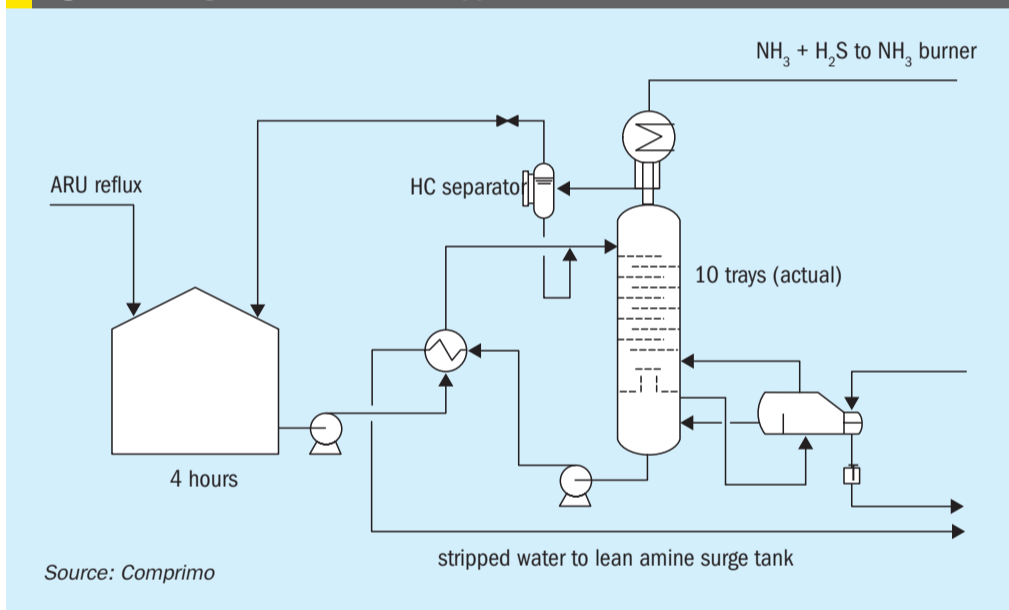 NH₃ + H₂S to NH₃ burner
ARU reflux
HC separator
10 trays (actual)
4 hours
T
stripped water to lean amine surge tank
Source: Comprimo